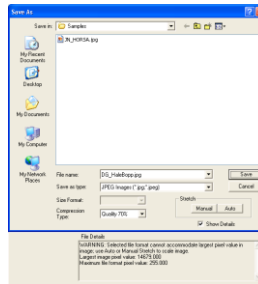 Save As
Save in:
Samples
JN_HORSA.jpg
My Recent
Documents
Desktop
My Documents
My Computer
My Network
Places
File name:
DG_HaleBopp.jpg
Save
Save as type:
JPEG Images (*.jpg;*.jpeg)
Cancel
Size Format:
Stretch
Manual
Auto
Compression
Type:
Quality 70%
Show Details
File Details
WARNING: Selected file format cannot accommodate largest pixel value in
image; use Auto or Manual Stretch to scale image.
Largest image pixel value: 14679.000
Maximum file format pixel value: 255.000